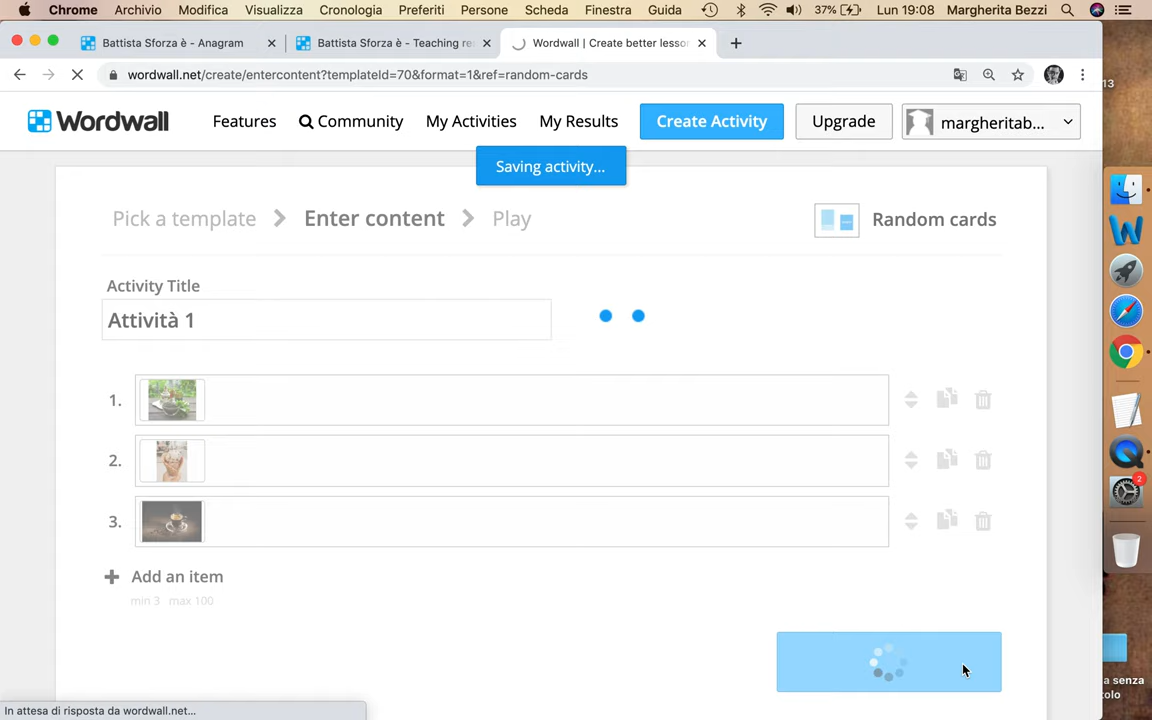 Chrome Archivio Modifica Visualizza Cronologia Preferiti Persone Scheda Finestra Guida 37% Lun 19:08 Margherita Bezzi
Battista Sforza è - Anagram
Battista Sforza è - Teaching re
Wordwall | Create better lesso
wordwall.net/create/entercontent?templateId=70&format=1&ref=random-cards
13
Wordwall Features Community My Activities My Results Create Activity Upgrade margheritab...
Saving activity...
Pick a template Enter content Play Random cards
Activity Title
Attività 1
1.
2.
3.
2
Add an item
min 3 max 100
a senza
tolo
In attesa di risposta da wordwall.net...